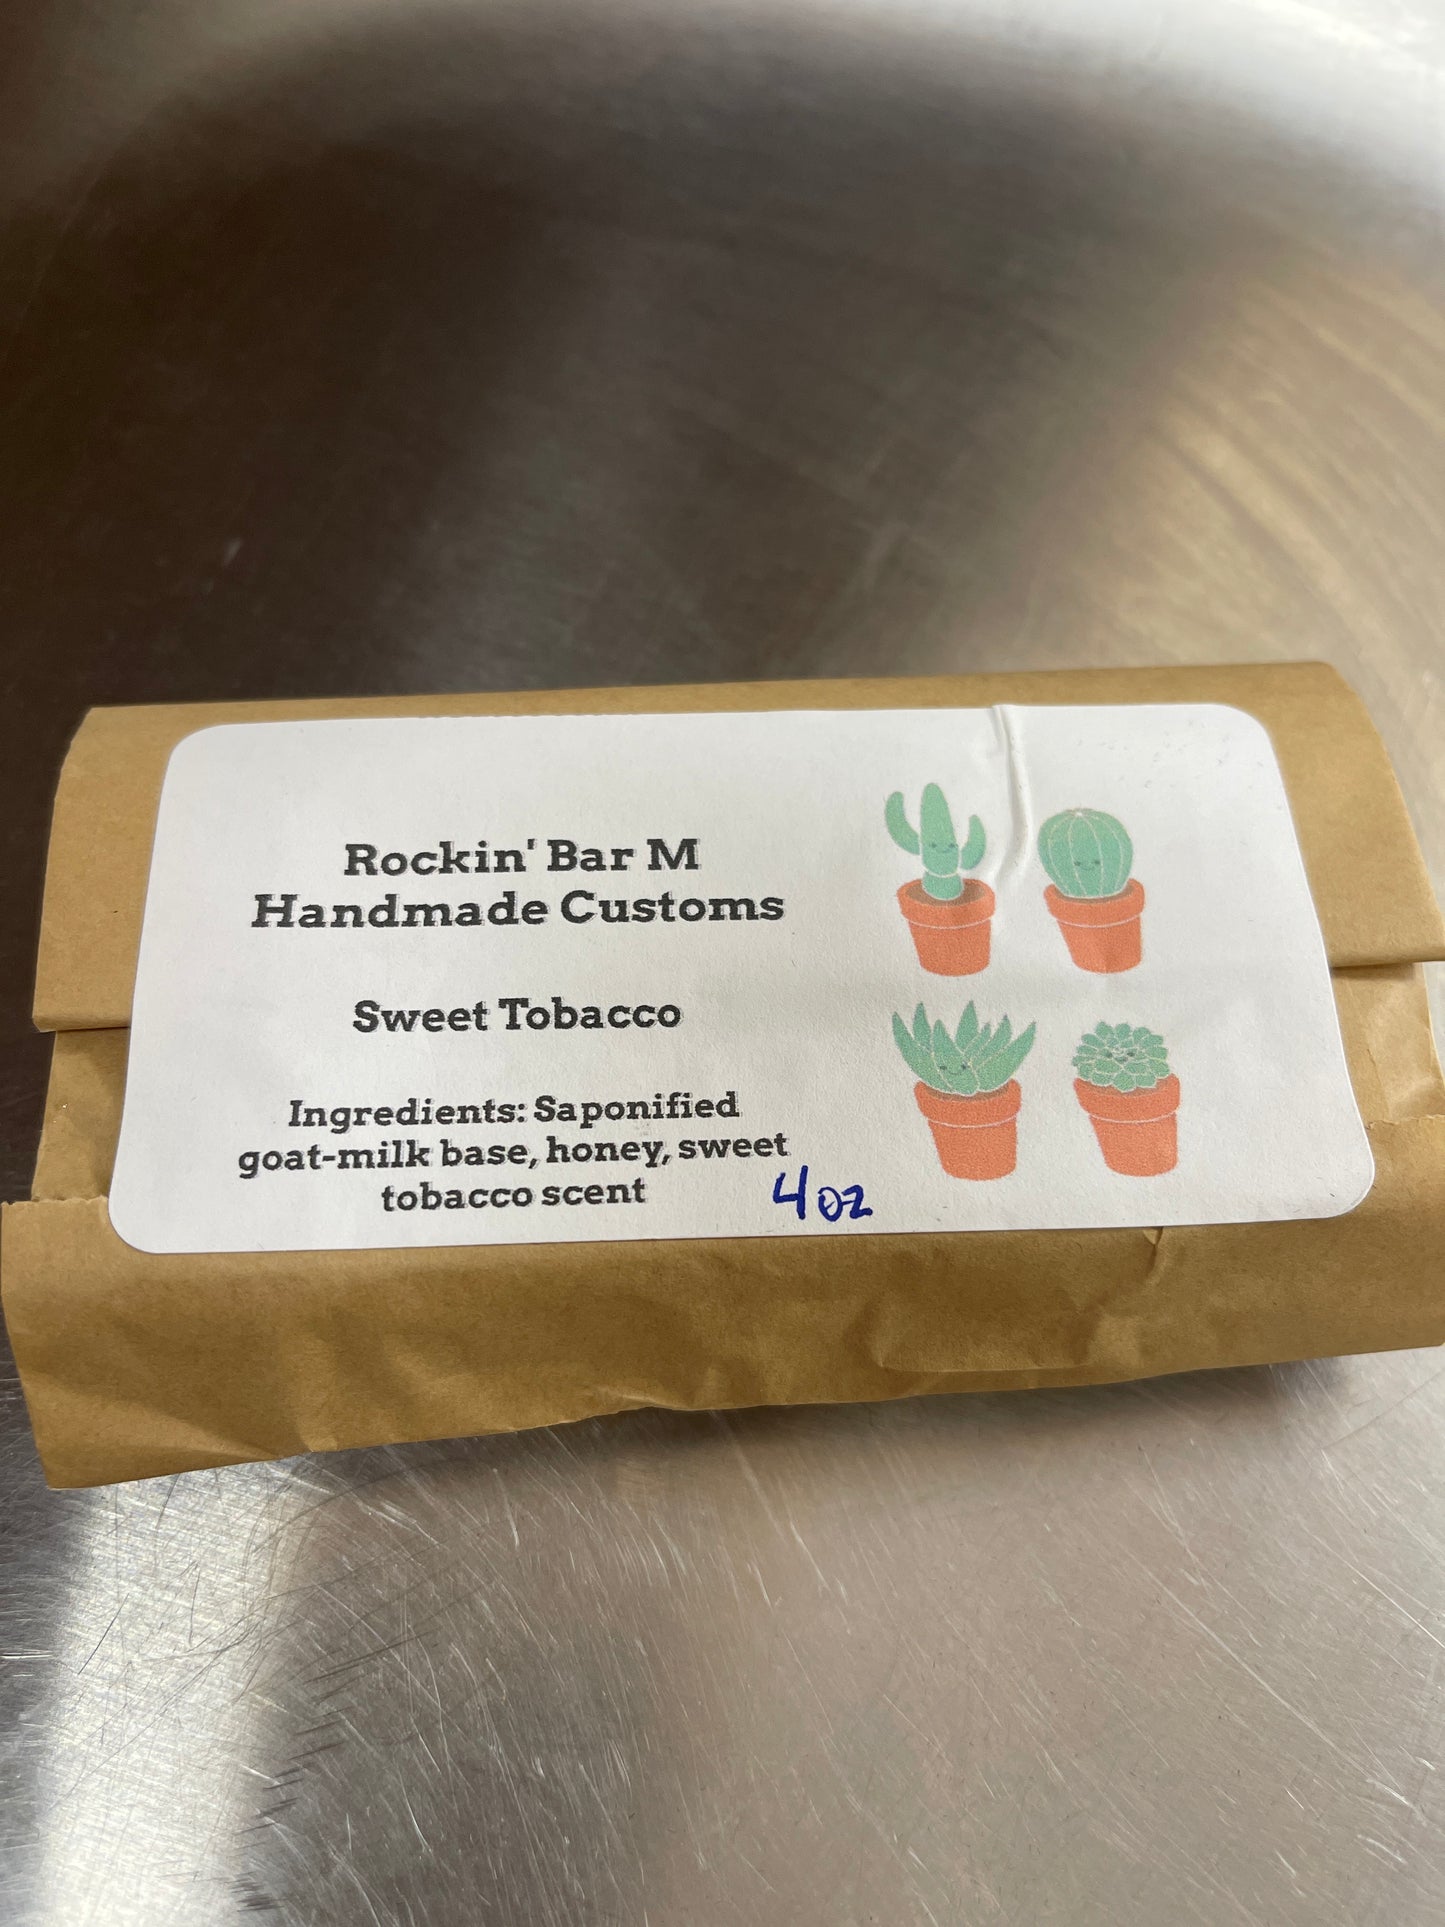 Rockin' Bar M
Handmade Customs
Sweet Tobacco
Ingredients: Saponified
goat-milk base, honey, sweet
tobacco scent
4oz